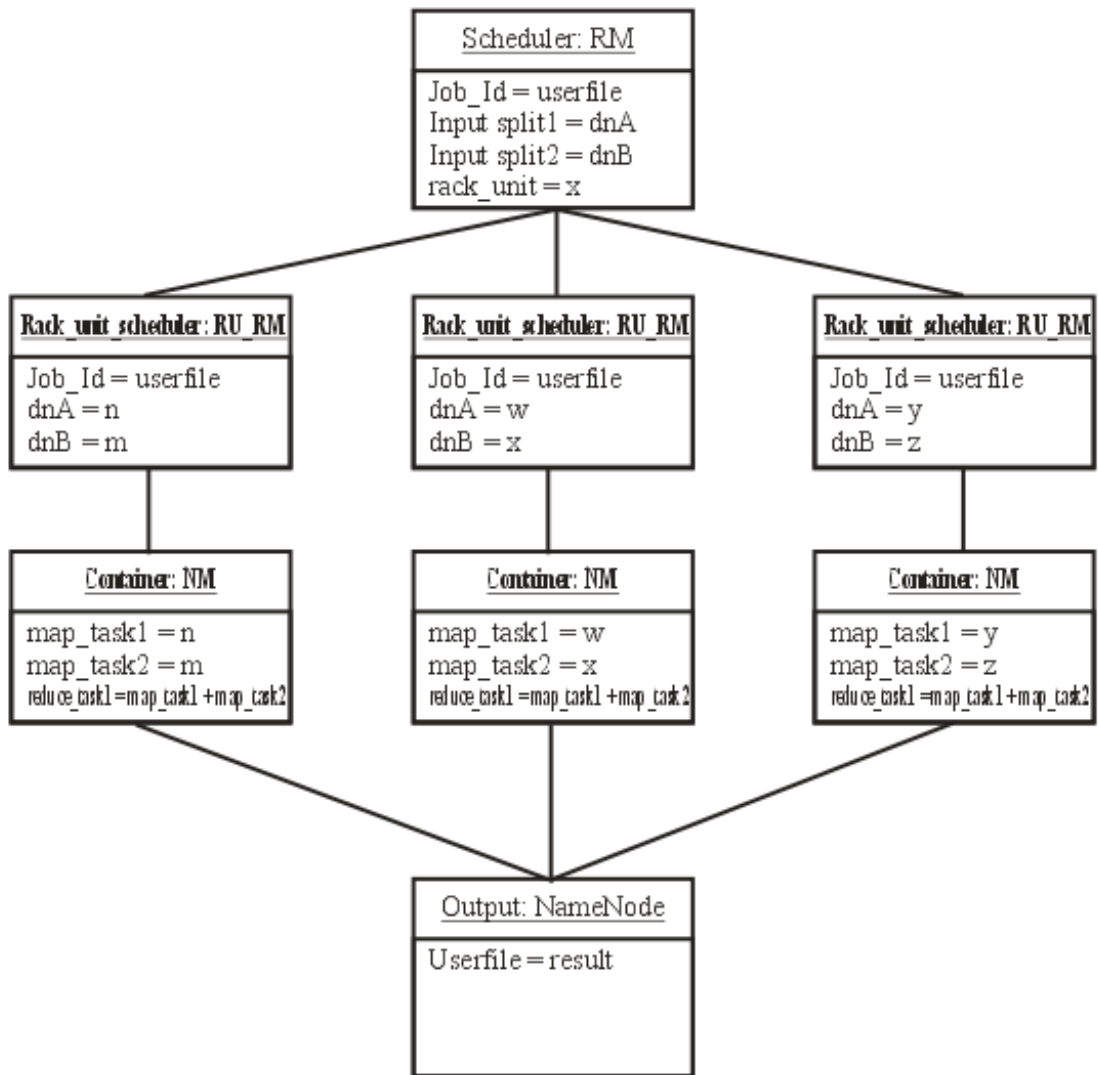 Scheduler: RM
Job_Id = userfile
Input split1 = dnA
Input split2 = dnB
rack_unit = x
Rack_unit_scheduler: RU_RM
Job_Id = userfile
dnA = n
dnB = m
Rack_unit_scheduler: RU_RM
Job_Id = userfile
dnA = w
dnB = x
Rack_unit_scheduler: RU_RM
Job_Id = userfile
dnA = y
dnB = z
Container: NM
map_task1 = n
map_task2 = m
reduce_task1 = map_task1 + map_task2
Container: NM
map_task1 = w
map_task2 = x
reduce_task1 = map_task1 + map_task2
Container: NM
map_task1 = y
map_task2 = z
reduce_task1 = map_task1 + map_task2
Output: NameNode
Userfile = result